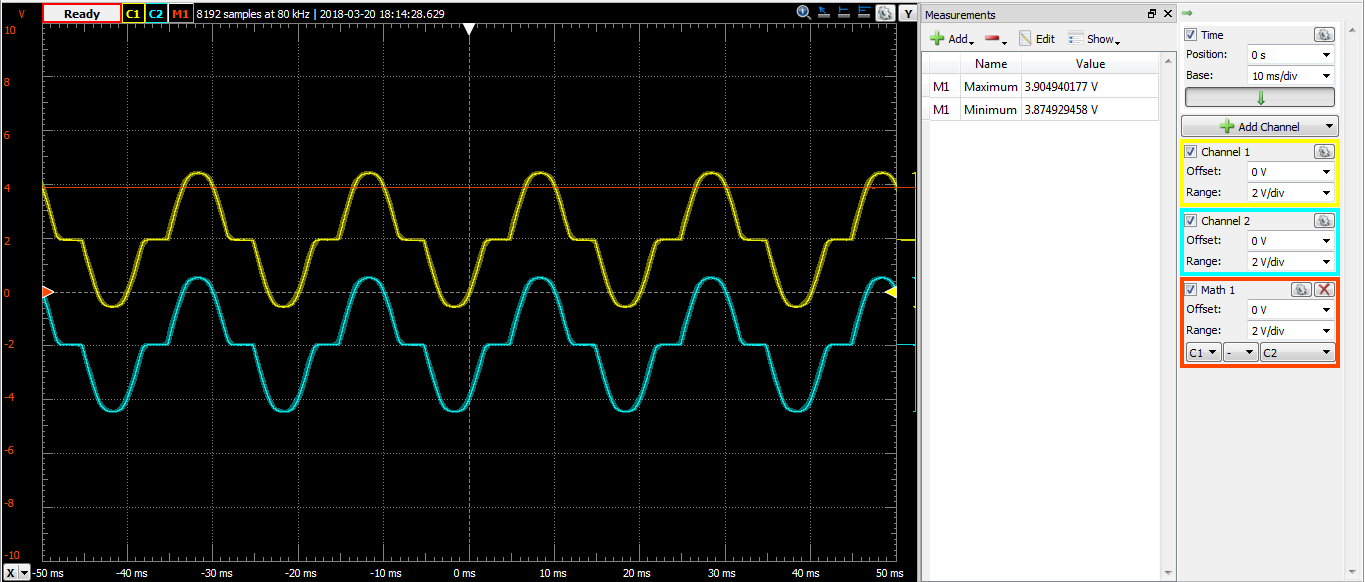 V Ready C1 C2 M1 8192 samples at 80 kHz | 2018-03-20 18:14:28.629 Y
10
8
6
4
2
0
-2
-4
-6
-8
-10
X -50 ms -40 ms -30 ms -20 ms -10 ms 0 ms 10 ms 20 ms 30 ms 40 ms 50 ms
Measurements
Add Edit Show
Name Value
M1 Maximum 3.904940177 V
M1 Minimum 3.874929458 V
Time
Position: 0 s
Base: 10 ms/div
Add Channel
Channel 1
Offset: 0 V
Range: 2 V/div
Channel 2
Offset: 0 V
Range: 2 V/div
Math 1
Offset: 0 V
Range: 2 V/div
C1 - C2